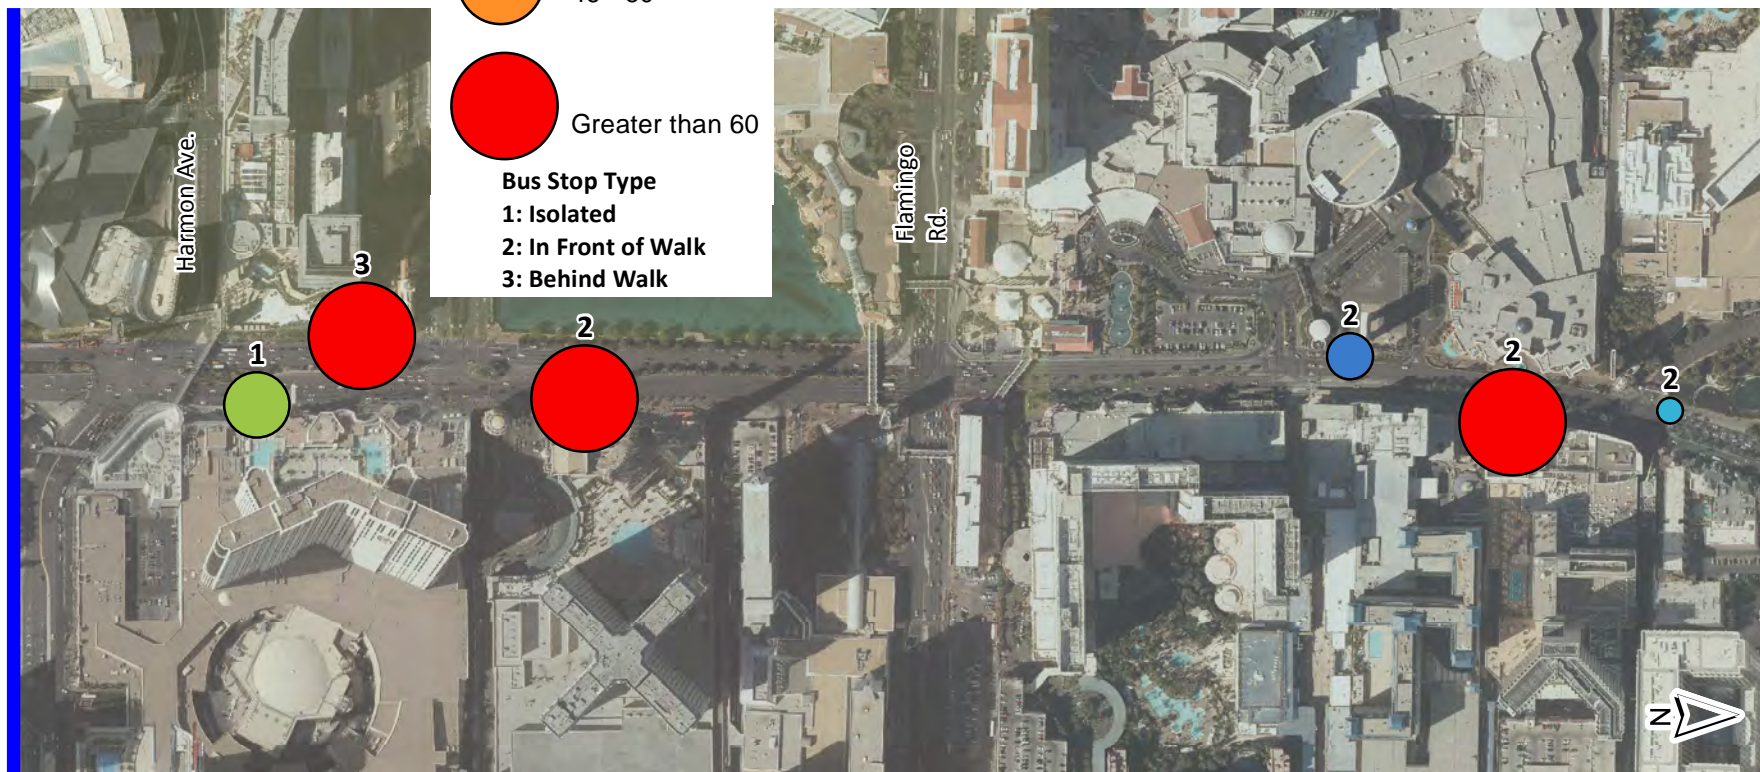 Greater than 60
Bus Stop Type
1: Isolated
2: In Front of Walk
3: Behind Walk
Harmon Ave.
Flamingo
Rd.
3
1
2
2
2
2
N